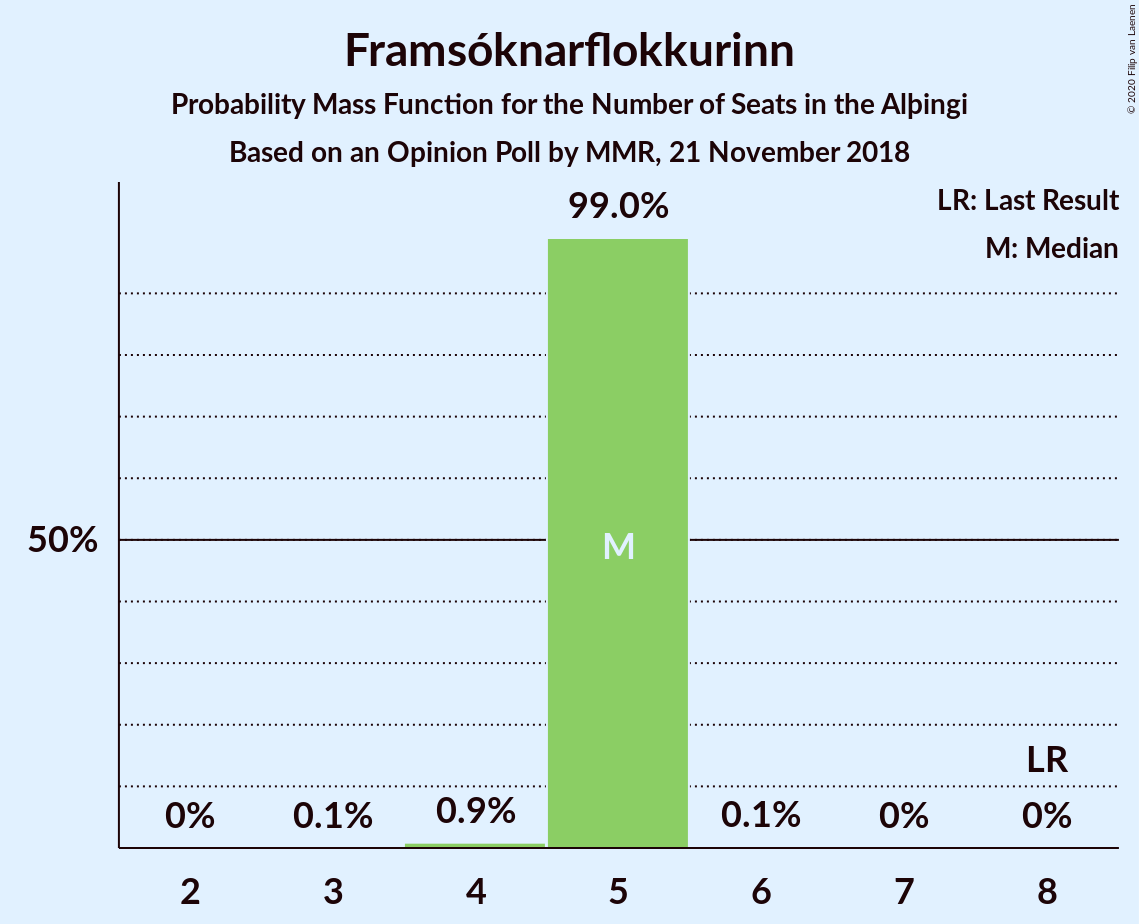 Framsóknarflokkurinn
Probability Mass Function for the Number of Seats in the Alþingi
Based on an Opinion Poll by MMR, 21 November 2018
© 2020 Filip van Laenen
LR: Last Result
M: Median
99.0%
50%
M
LR
0% 0.1% 0.9% 0.1% 0% 0%
2 3 4 5 6 7 8